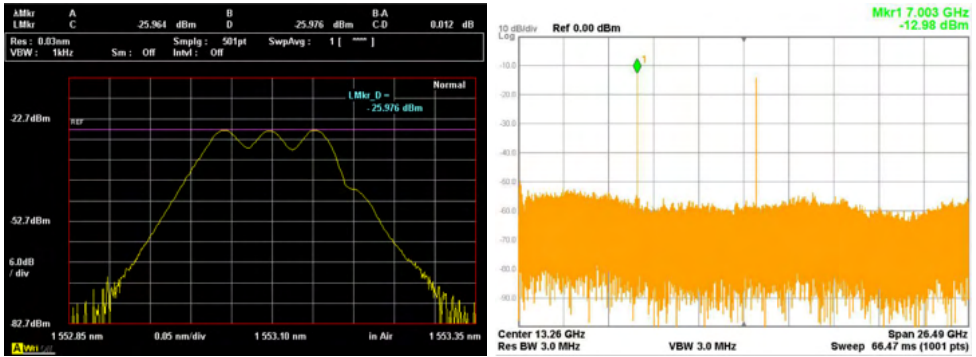 λMkr A B B-A
LMkr C -25.964 dBm D -25.976 dBm C-D 0.012 dB
Res : 0.03nm Smplg : 501pt SwpAvg : 1 [ **** ]
VBW : 1kHz Sm : Off Intvl : Off
Normal
LMkr_D =
-25.976 dBm
-22.7dBm
REF
-52.7dBm
6.0dB
/ div
-82.7dBm
1 552.85 nm 0.05 nm/div 1 553.10 nm in Air 1 553.35 nm
Mkr1 7.003 GHz
-12.98 dBm
10 dB/div Ref 0.00 dBm
Log
-10.0
-20.0
-30.0
-40.0
-50.0
-60.0
-70.0
-80.0
-90.0
1
Center 13.26 GHz Span 26.49 GHz
Res BW 3.0 MHz VBW 3.0 MHz Sweep 66.47 ms (1001 pts)